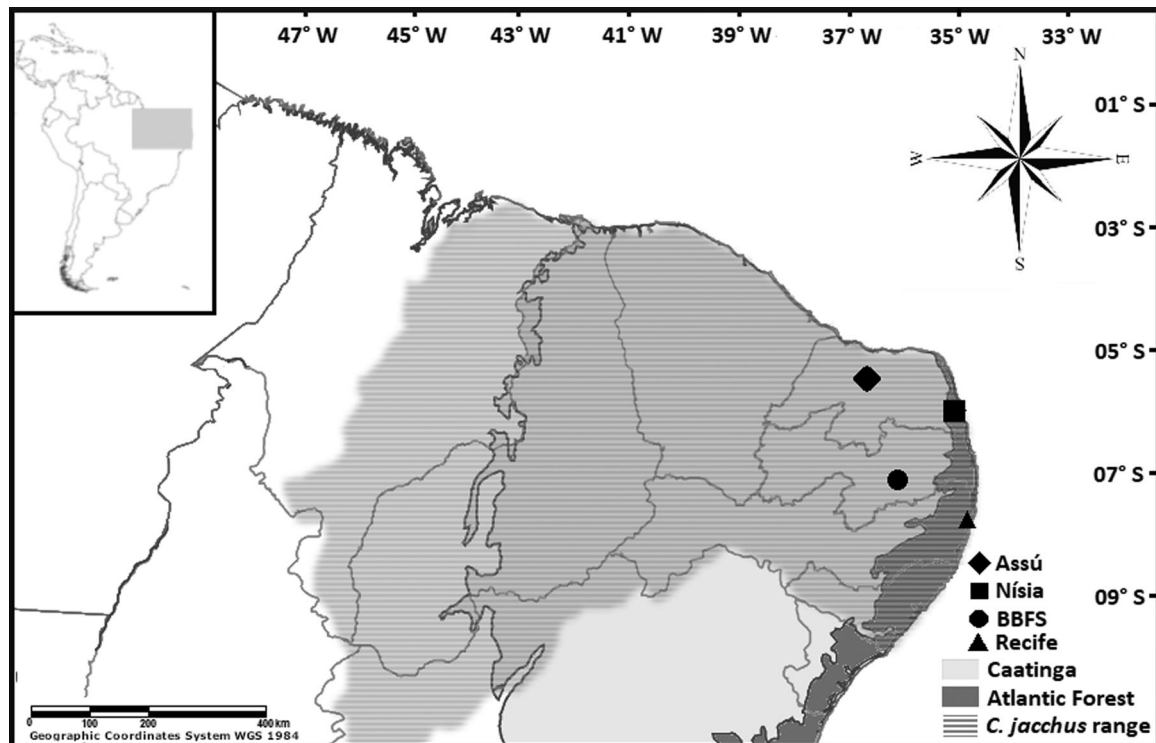 47° W 45° W 43° W 41° W 39° W 37° W 35° W 33° W
N
01° S
W E
S
03° S
05° S
07° S
09° S
Assú
Nísia
BBFS
Recife
Caatinga
Atlantic Forest
C. jacchus range
0 100 200 400 km
Geographic Coordinates System WGS 1984